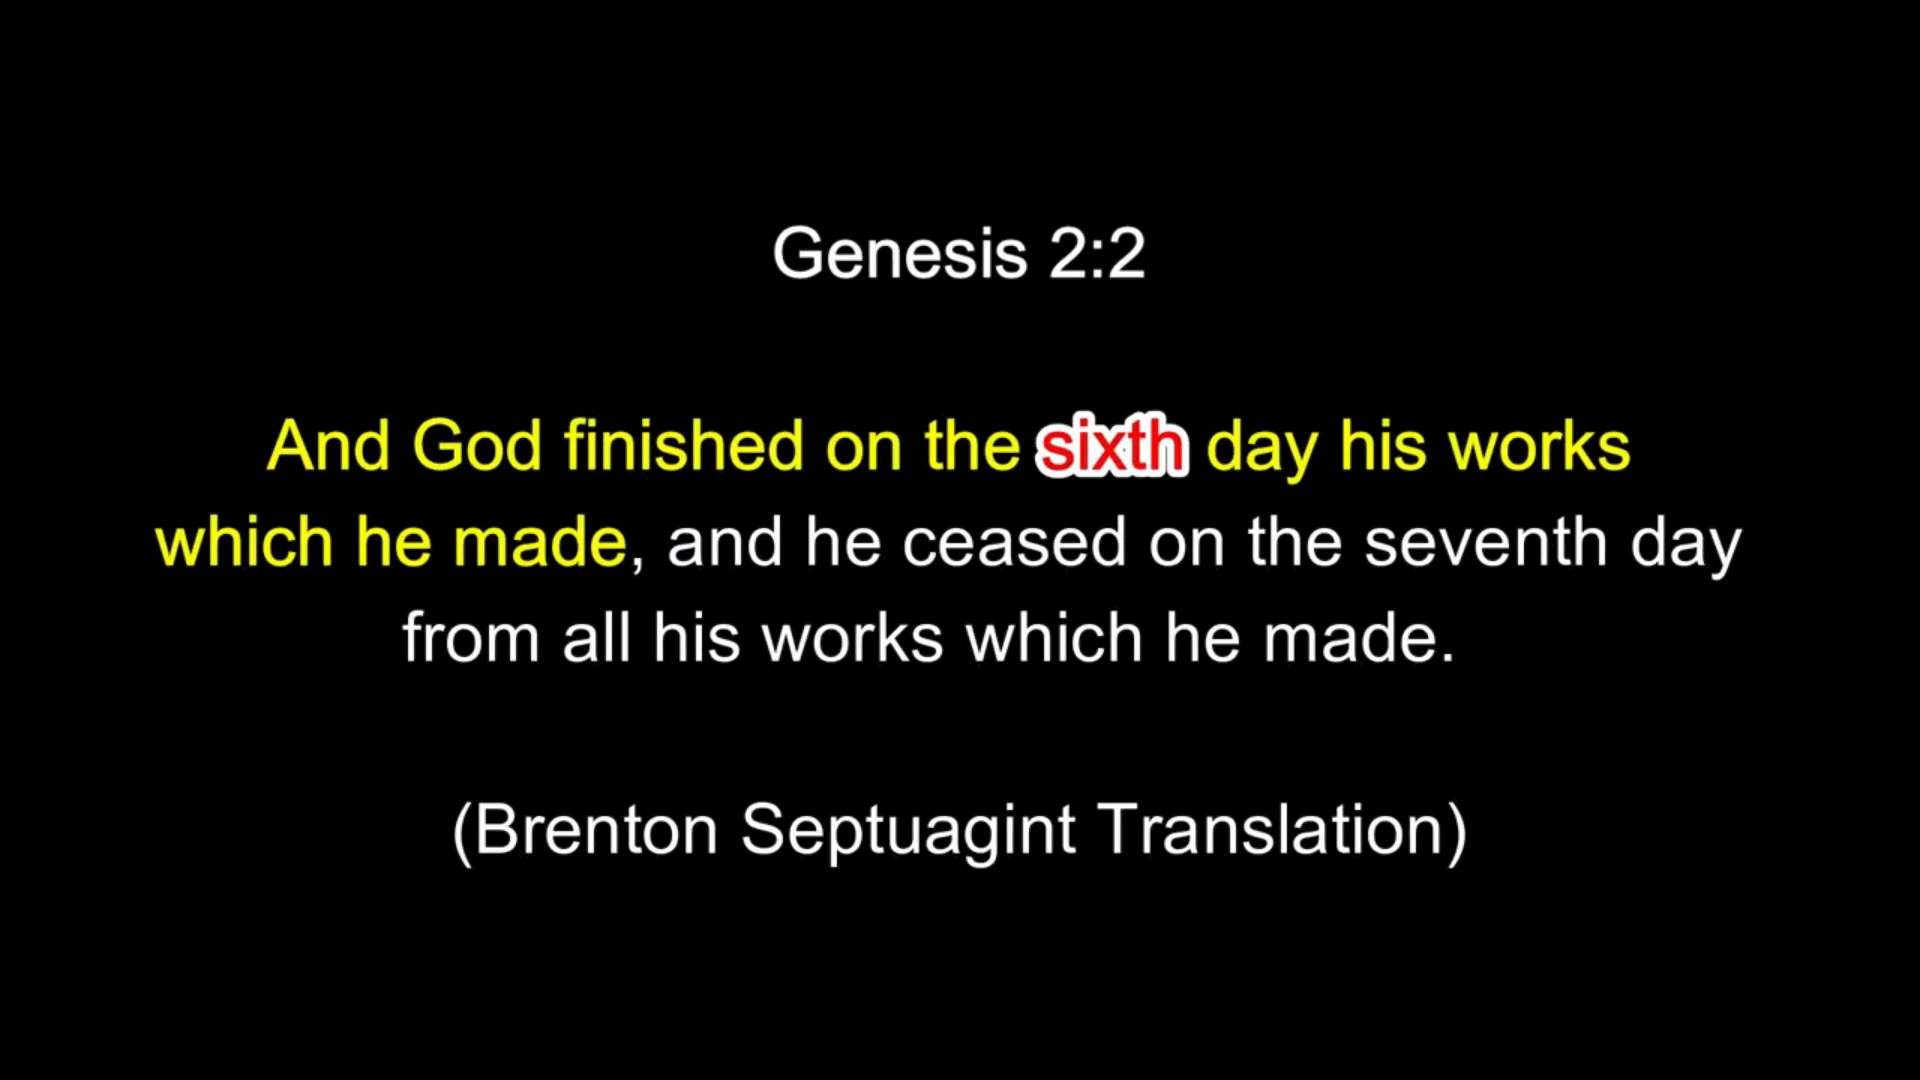 Genesis 2:2
And God finished on the sixth day his works
which he made, and he ceased on the seventh day
from all his works which he made.
(Brenton Septuagint Translation)